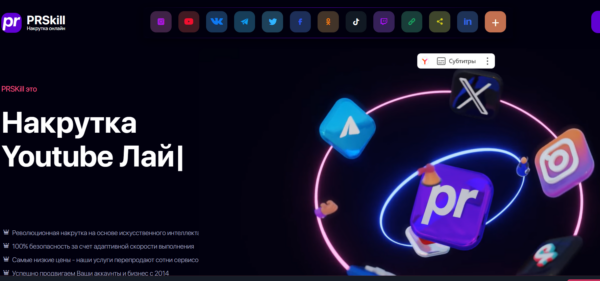 pr PRSkill
Накрутка онлайн
Субтитры
PRSkill это
Накрутка
Youtube Лай|
Революционная накрутка на основе искусственного интеллекта
100% безопасность за счет адаптивной скорости выполнения
Самые низкие цены - наши услуги перепродают сотни сервисо
Успешно продвигаем Ваши аккаунты и бизнес с 2014
pr